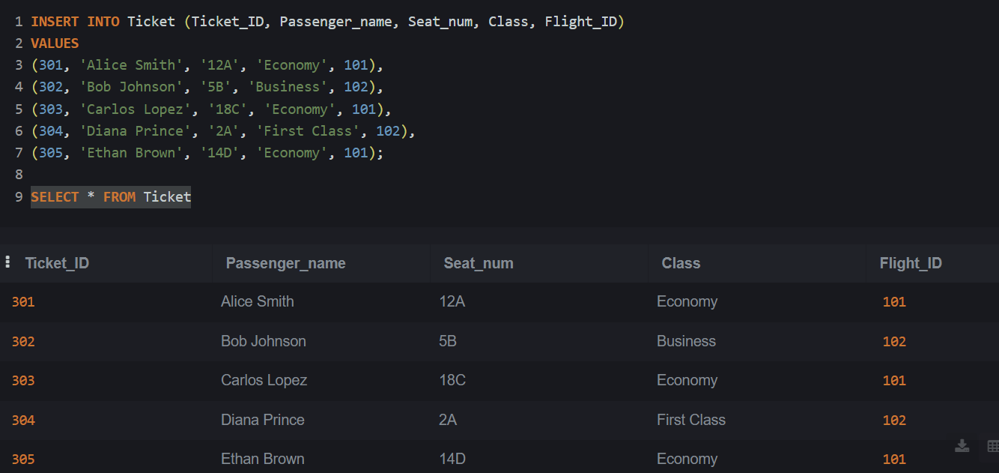 1 INSERT INTO Ticket (Ticket_ID, Passenger_name, Seat_num, Class, Flight_ID)
2 VALUES
3 (301, 'Alice Smith', '12A', 'Economy', 101),
4 (302, 'Bob Johnson', '5B', 'Business', 102),
5 (303, 'Carlos Lopez', '18C', 'Economy', 101),
6 (304, 'Diana Prince', '2A', 'First Class', 102),
7 (305, 'Ethan Brown', '14D', 'Economy', 101);
8
9 SELECT * FROM Ticket
Ticket_ID Passenger_name Seat_num Class Flight_ID
301 Alice Smith 12A Economy 101
302 Bob Johnson 5B Business 102
303 Carlos Lopez 18C Economy 101
304 Diana Prince 2A First Class 102
305 Ethan Brown 14D Economy 101